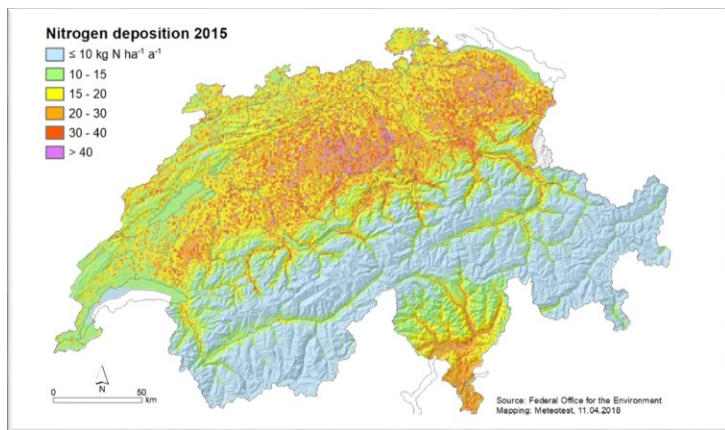 Nitrogen deposition 2015
≤ 10 kg N ha⁻¹ a⁻¹
10 - 15
15 - 20
20 - 30
30 - 40
> 40
N
0 50
km
Source: Federal Office for the Environment
Mapping: Meteotest, 11.04.2018